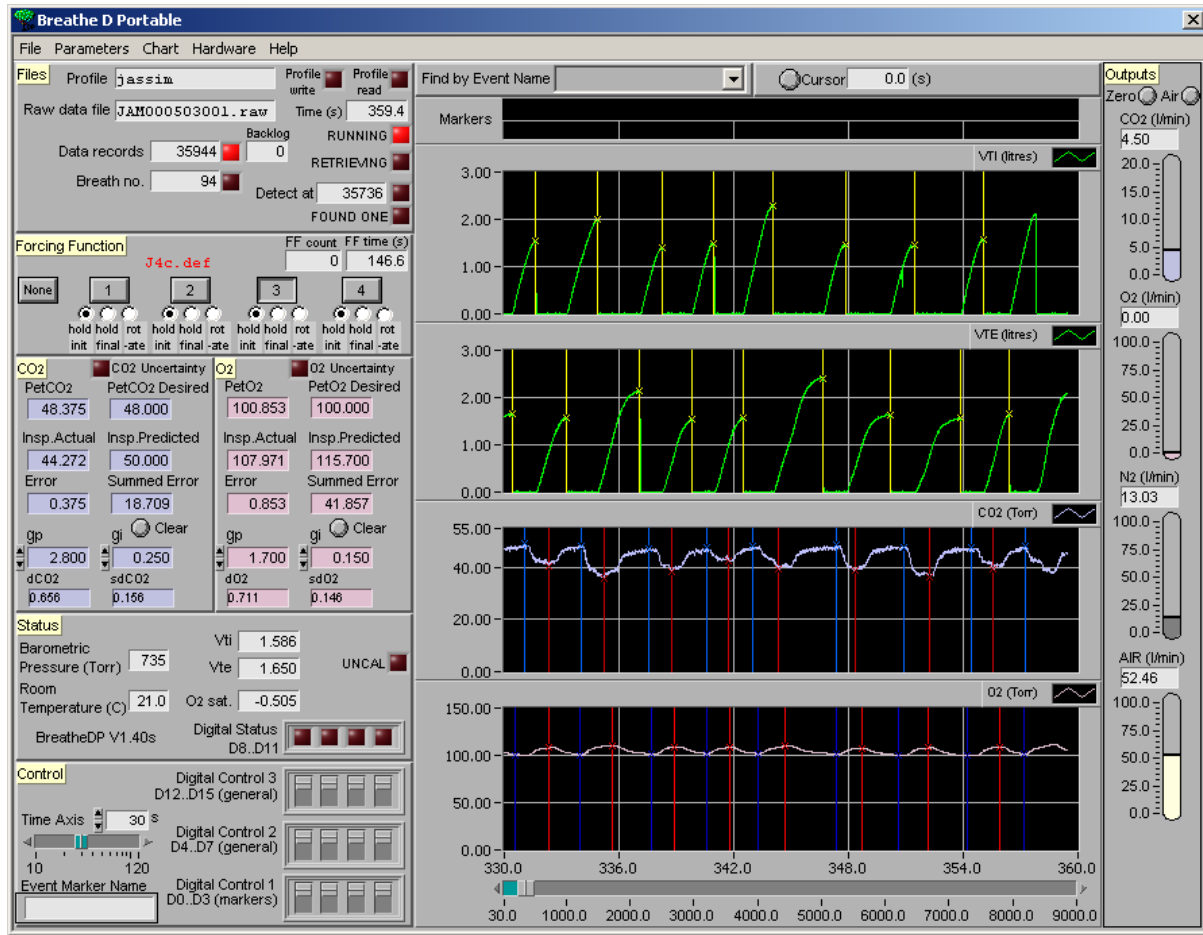 Breathe D Portable
File Parameters Chart Hardware Help
Files
Profile jassim
Profile write
Profile read
Raw data file JAM000503001.raw
Time (s) 359.4
Backlog
RUNNING
Data records 35944 0
RETRIEVING
Breath no. 94
Detect at 35736
FOUND ONE
Forcing Function
J4c.def
FF count FF time (s)
0 146.6
None 1 2 3 4
hold hold rot hold hold rot hold hold rot hold hold rot
init final -ate init final -ate init final -ate init final -ate
CO2
CO2 Uncertainty
PetCO2 PetCO2 Desired
48.375 48.000
Insp.Actual Insp.Predicted
44.272 50.000
Error Summed Error
0.375 18.709
gp gi Clear
2.800 0.250
dCO2 sdCO2
0.656 0.156
O2
O2 Uncertainty
PetO2 PetO2 Desired
100.853 100.000
Insp.Actual Insp.Predicted
107.971 115.700
Error Summed Error
0.853 41.857
gp gi Clear
1.700 0.150
dO2 sdO2
0.711 0.146
Status
Barometric
Pressure (Torr) 735
Vti 1.586
Vte 1.650
UNCAL
Room
Temperature (C) 21.0
O2 sat. -0.505
BreatheDP V1.40s
Digital Status
D8..D11
Control
Digital Control 3
D12..D15 (general)
Time Axis 30 s
10 120
Digital Control 2
D4..D7 (general)
Event Marker Name
Digital Control 1
D0..D3 (markers)
Find by Event Name
Cursor 0.0 (s)
Markers
VTI (litres)
3.00
2.00
1.00
0.00
VTE (litres)
3.00
2.00
1.00
0.00
CO2 (Torr)
55.00
40.00
20.00
0.00
O2 (Torr)
150.00
100.00
50.00
0.00
330.0 336.0 342.0 348.0 354.0 360.0
30.0 1000.0 2000.0 3000.0 4000.0 5000.0 6000.0 7000.0 8000.0 9000.0
Outputs
Zero Air
CO2 (l/min)
4.50
20.0
15.0
10.0
5.0
0.0
O2 (l/min)
0.00
100.0
75.0
50.0
25.0
0.0
N2 (l/min)
13.03
100.0
75.0
50.0
25.0
0.0
AIR (l/min)
52.46
100.0
75.0
50.0
25.0
0.0